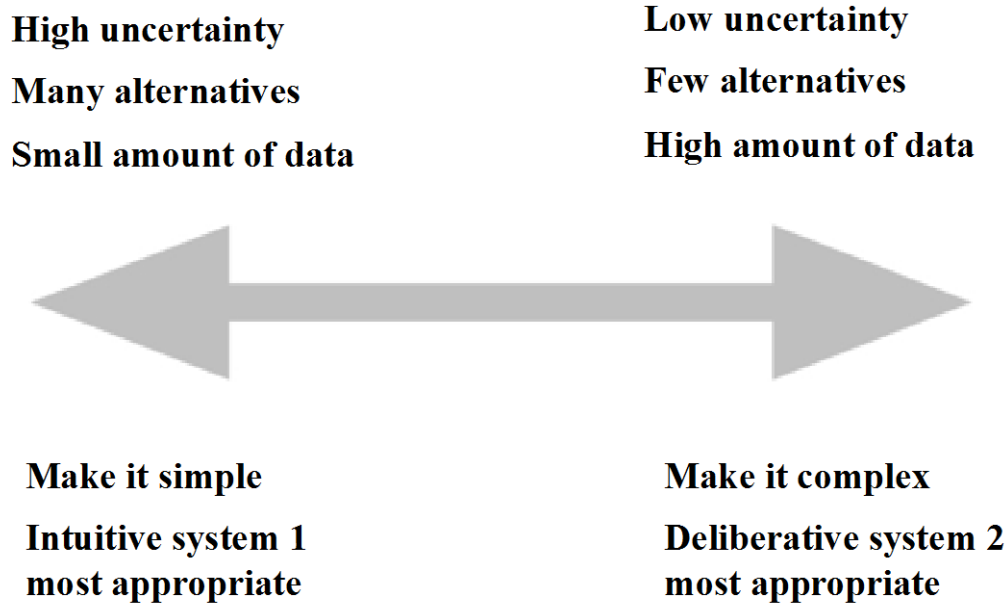 High uncertainty
Many alternatives
Small amount of data
Low uncertainty
Few alternatives
High amount of data
Make it simple
Intuitive system 1
most appropriate
Make it complex
Deliberative system 2
most appropriate